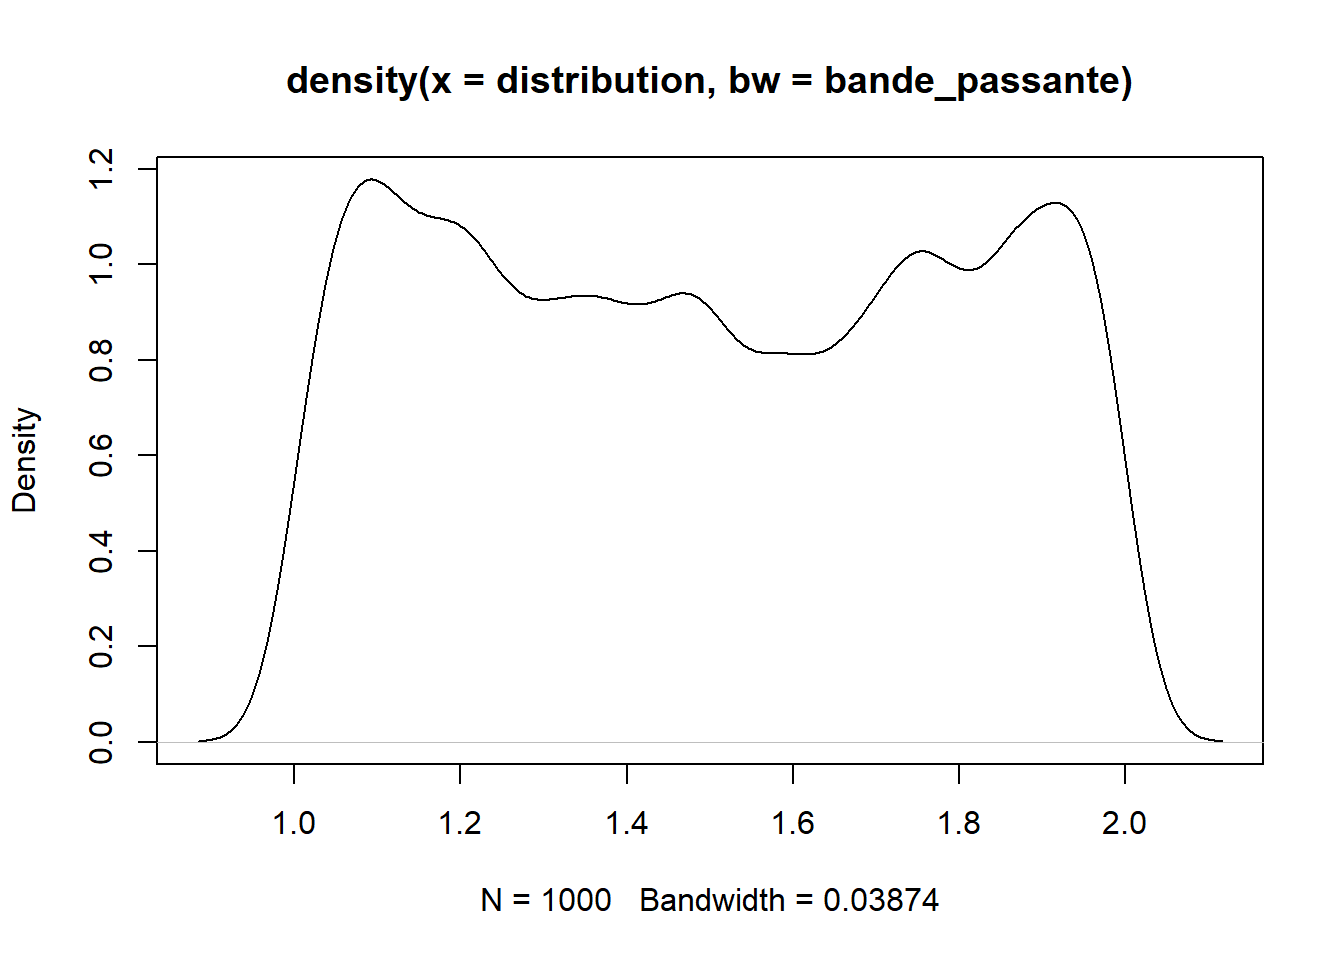 density(x = distribution, bw = bande_passante)
1.2
1.0
0.8
0.6
0.4
0.2
0.0
Density
1.0 1.2 1.4 1.6 1.8 2.0
N = 1000 Bandwidth = 0.03874